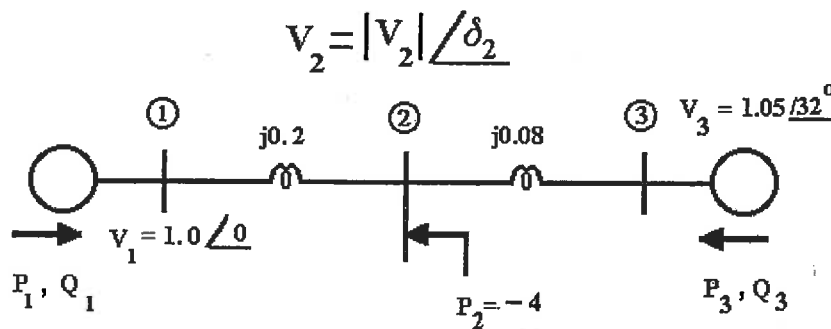 V₂ = |V₂| /δ₂
① ② ③
V₃ = 1.05 /32°
j0.2 j0.08
V₁ = 1.0 /0
P₁ , Q₁
P₂ = − 4
P₃ , Q₃